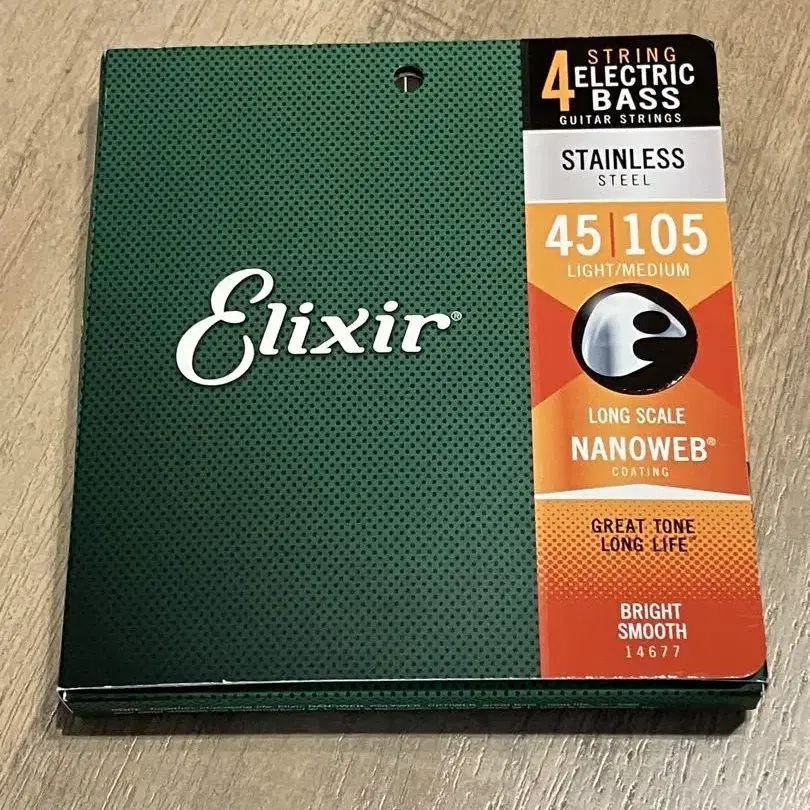 Elixir®
4
STRING
ELECTRIC
BASS
GUITAR STRINGS
STAINLESS
STEEL
45|105
LIGHT/MEDIUM
LONG SCALE
NANOWEB®
COATING
GREAT TONE
LONG LIFE
BRIGHT
SMOOTH
14677